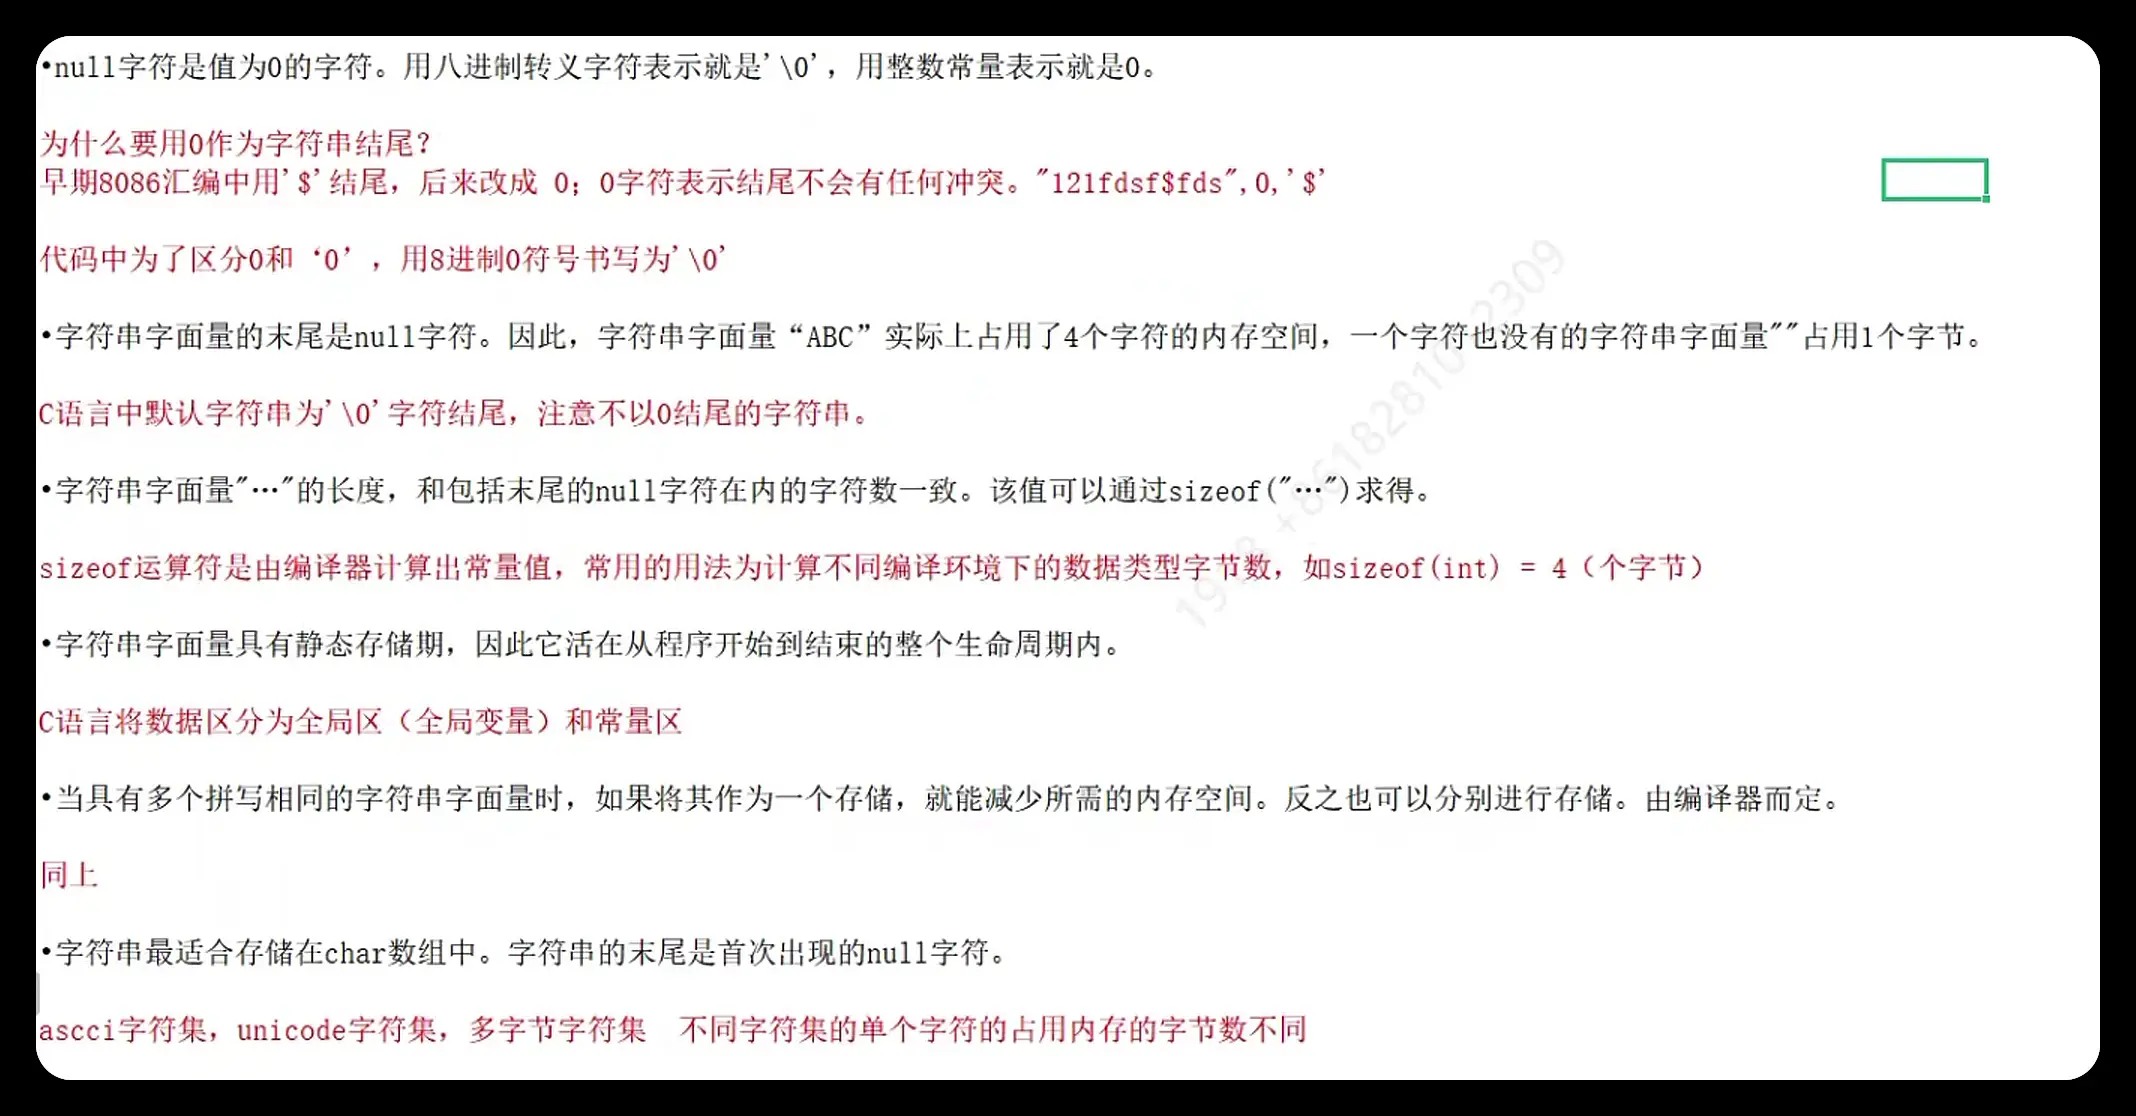 •null字符是值为0的字符。用八进制转义字符表示就是'\0'，用整数常量表示就是0。
为什么要用0作为字符串结尾？
早期8086汇编中用'$'结尾，后来改成 0；0字符表示结尾不会有任何冲突。"121fdsf$fds",0,'$'
代码中为了区分0和‘0’，用8进制0符号书写为'\0'
•字符串字面量的末尾是null字符。因此，字符串字面量“ABC”实际上占用了4个字符的内存空间，一个字符也没有的字符串字面量""占用1个字节。
C语言中默认字符串为'\0'字符结尾，注意不以0结尾的字符串。
•字符串字面量"…"的长度，和包括末尾的null字符在内的字符数一致。该值可以通过sizeof("…")求得。
sizeof运算符是由编译器计算出常量值，常用的用法为计算不同编译环境下的数据类型字节数，如sizeof(int) = 4（个字节）
•字符串字面量具有静态存储期，因此它活在从程序开始到结束的整个生命周期内。
C语言将数据区分为全局区（全局变量）和常量区
•当具有多个拼写相同的字符串字面量时，如果将其作为一个存储，就能减少所需的内存空间。反之也可以分别进行存储。由编译器而定。
同上
•字符串最适合存储在char数组中。字符串的末尾是首次出现的null字符。
ascci字符集，unicode字符集，多字节字符集　不同字符集的单个字符的占用内存的字节数不同